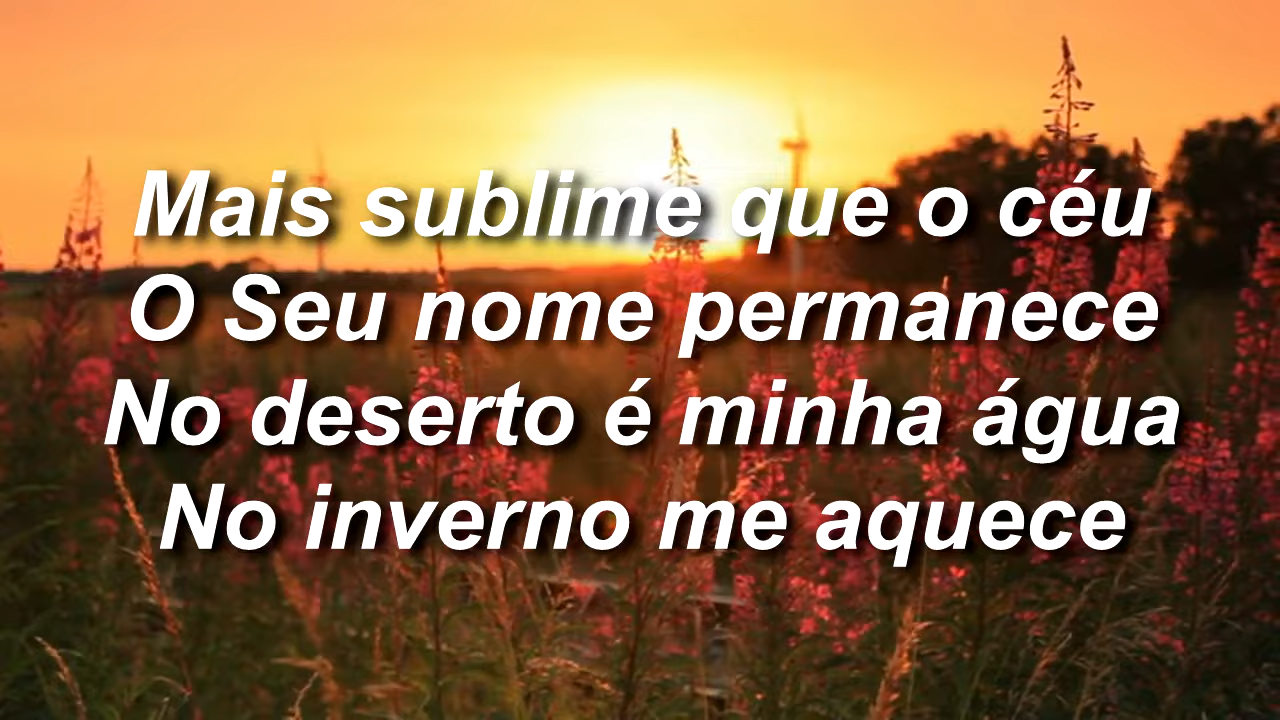 Mais sublime que o céu
O Seu nome permanece
No deserto é minha água
No inverno me aquece